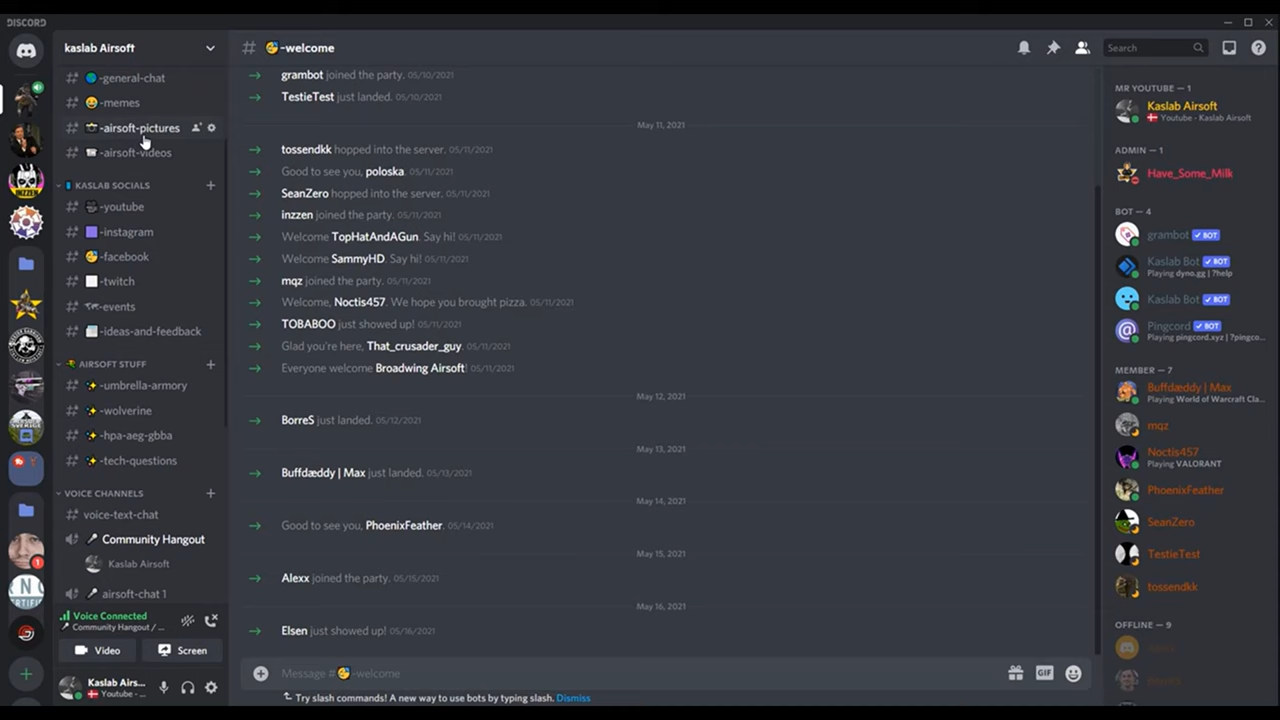 DISCORD
kaslab Airsoft
-general-chat
-memes
-airsoft-pictures
-airsoft-videos
KASLAB SOCIALS
-youtube
-instagram
-facebook
-twitch
-events
-ideas-and-feedback
AIRSOFT STUFF
-umbrella-armory
-wolverine
-hpa-aeg-gbba
-tech-questions
VOICE CHANNELS
voice-text-chat
Community Hangout
Kaslab Airsoft
airsoft-chat 1
Voice Connected
Community Hangout / ...
Video
Screen
Kaslab Airs...
Youtube - ...
# -welcome
Search
grambot joined the party. 05/10/2021
TestieTest just landed. 05/10/2021
May 11, 2021
tossendkk hopped into the server. 05/11/2021
Good to see you, poloska. 05/11/2021
SeanZero hopped into the server. 05/11/2021
inzzen joined the party. 05/11/2021
Welcome TopHatAndAGun. Say hi! 05/11/2021
Welcome SammyHD. Say hi! 05/11/2021
mqz joined the party. 05/11/2021
Welcome, Noctis457. We hope you brought pizza. 05/11/2021
TOBABOO just showed up! 05/11/2021
Glad you're here, That_crusader_guy. 05/11/2021
Everyone welcome Broadwing Airsoft! 05/11/2021
May 12, 2021
BorreS just landed. 05/12/2021
May 13, 2021
Buffdæddy | Max just landed. 05/13/2021
May 14, 2021
Good to see you, PhoenixFeather. 05/14/2021
May 15, 2021
Alexx joined the party. 05/15/2021
May 16, 2021
Elsen just showed up! 05/16/2021
Message # -welcome
GIF
Try slash commands! A new way to use bots by typing slash. Dismiss
MR YOUTUBE — 1
Kaslab Airsoft
Youtube - Kaslab Airsoft
ADMIN — 1
Have_Some_Milk
BOT — 4
grambot BOT
Kaslab Bot BOT
Playing dyno.gg | ?help
Kaslab Bot BOT
Pingcord BOT
Playing pingcord.xyz | ?pingco...
MEMBER — 7
Buffdæddy | Max
Playing World of Warcraft Cla...
mqz
Noctis457
Playing VALORANT
PhoenixFeather
SeanZero
TestieTest
tossendkk
OFFLINE — 9